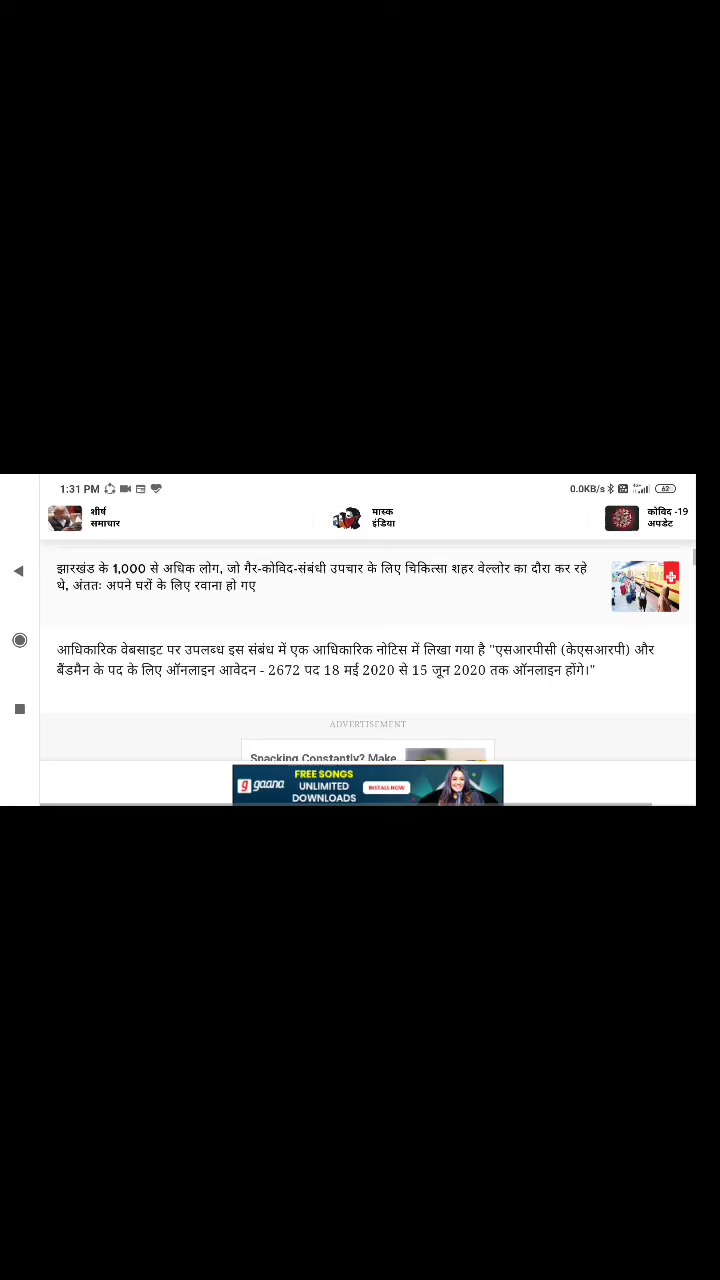 1:31 PM
0.0KB/s 4G+ 62
शीर्ष
समाचार
मास्क
इंडिया
कोविद -19
अपडेट
झारखंड के 1,000 से अधिक लोग, जो गैर-कोविद-संबंधी उपचार के लिए चिकित्सा शहर वेल्लोर का दौरा कर रहे
थे, अंततः अपने घरों के लिए रवाना हो गए
आधिकारिक वेबसाइट पर उपलब्ध इस संबंध में एक आधिकारिक नोटिस में लिखा गया है "एसआरपीसी (केएसआरपी) और
बैंडमैन के पद के लिए ऑनलाइन आवेदन - 2672 पद 18 मई 2020 से 15 जून 2020 तक ऑनलाइन होंगे।"
ADVERTISEMENT
Snacking Constantly? Make
g gaana
FREE SONGS
UNLIMITED
DOWNLOADS
INSTALL NOW